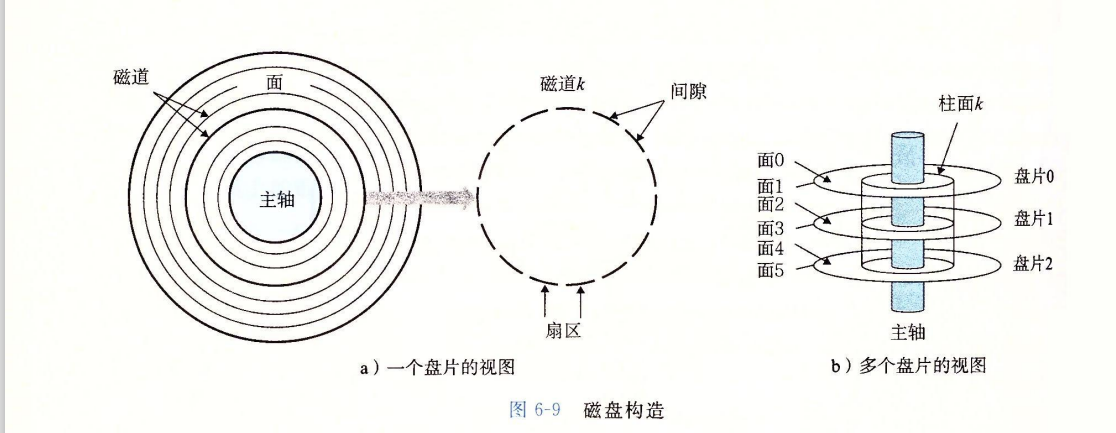 磁道
面
主轴
磁道k
间隙
扇区
a）一个盘片的视图
柱面k
面0
面1
面2
面3
面4
面5
盘片0
盘片1
盘片2
主轴
b）多个盘片的视图
图 6-9 磁盘构造